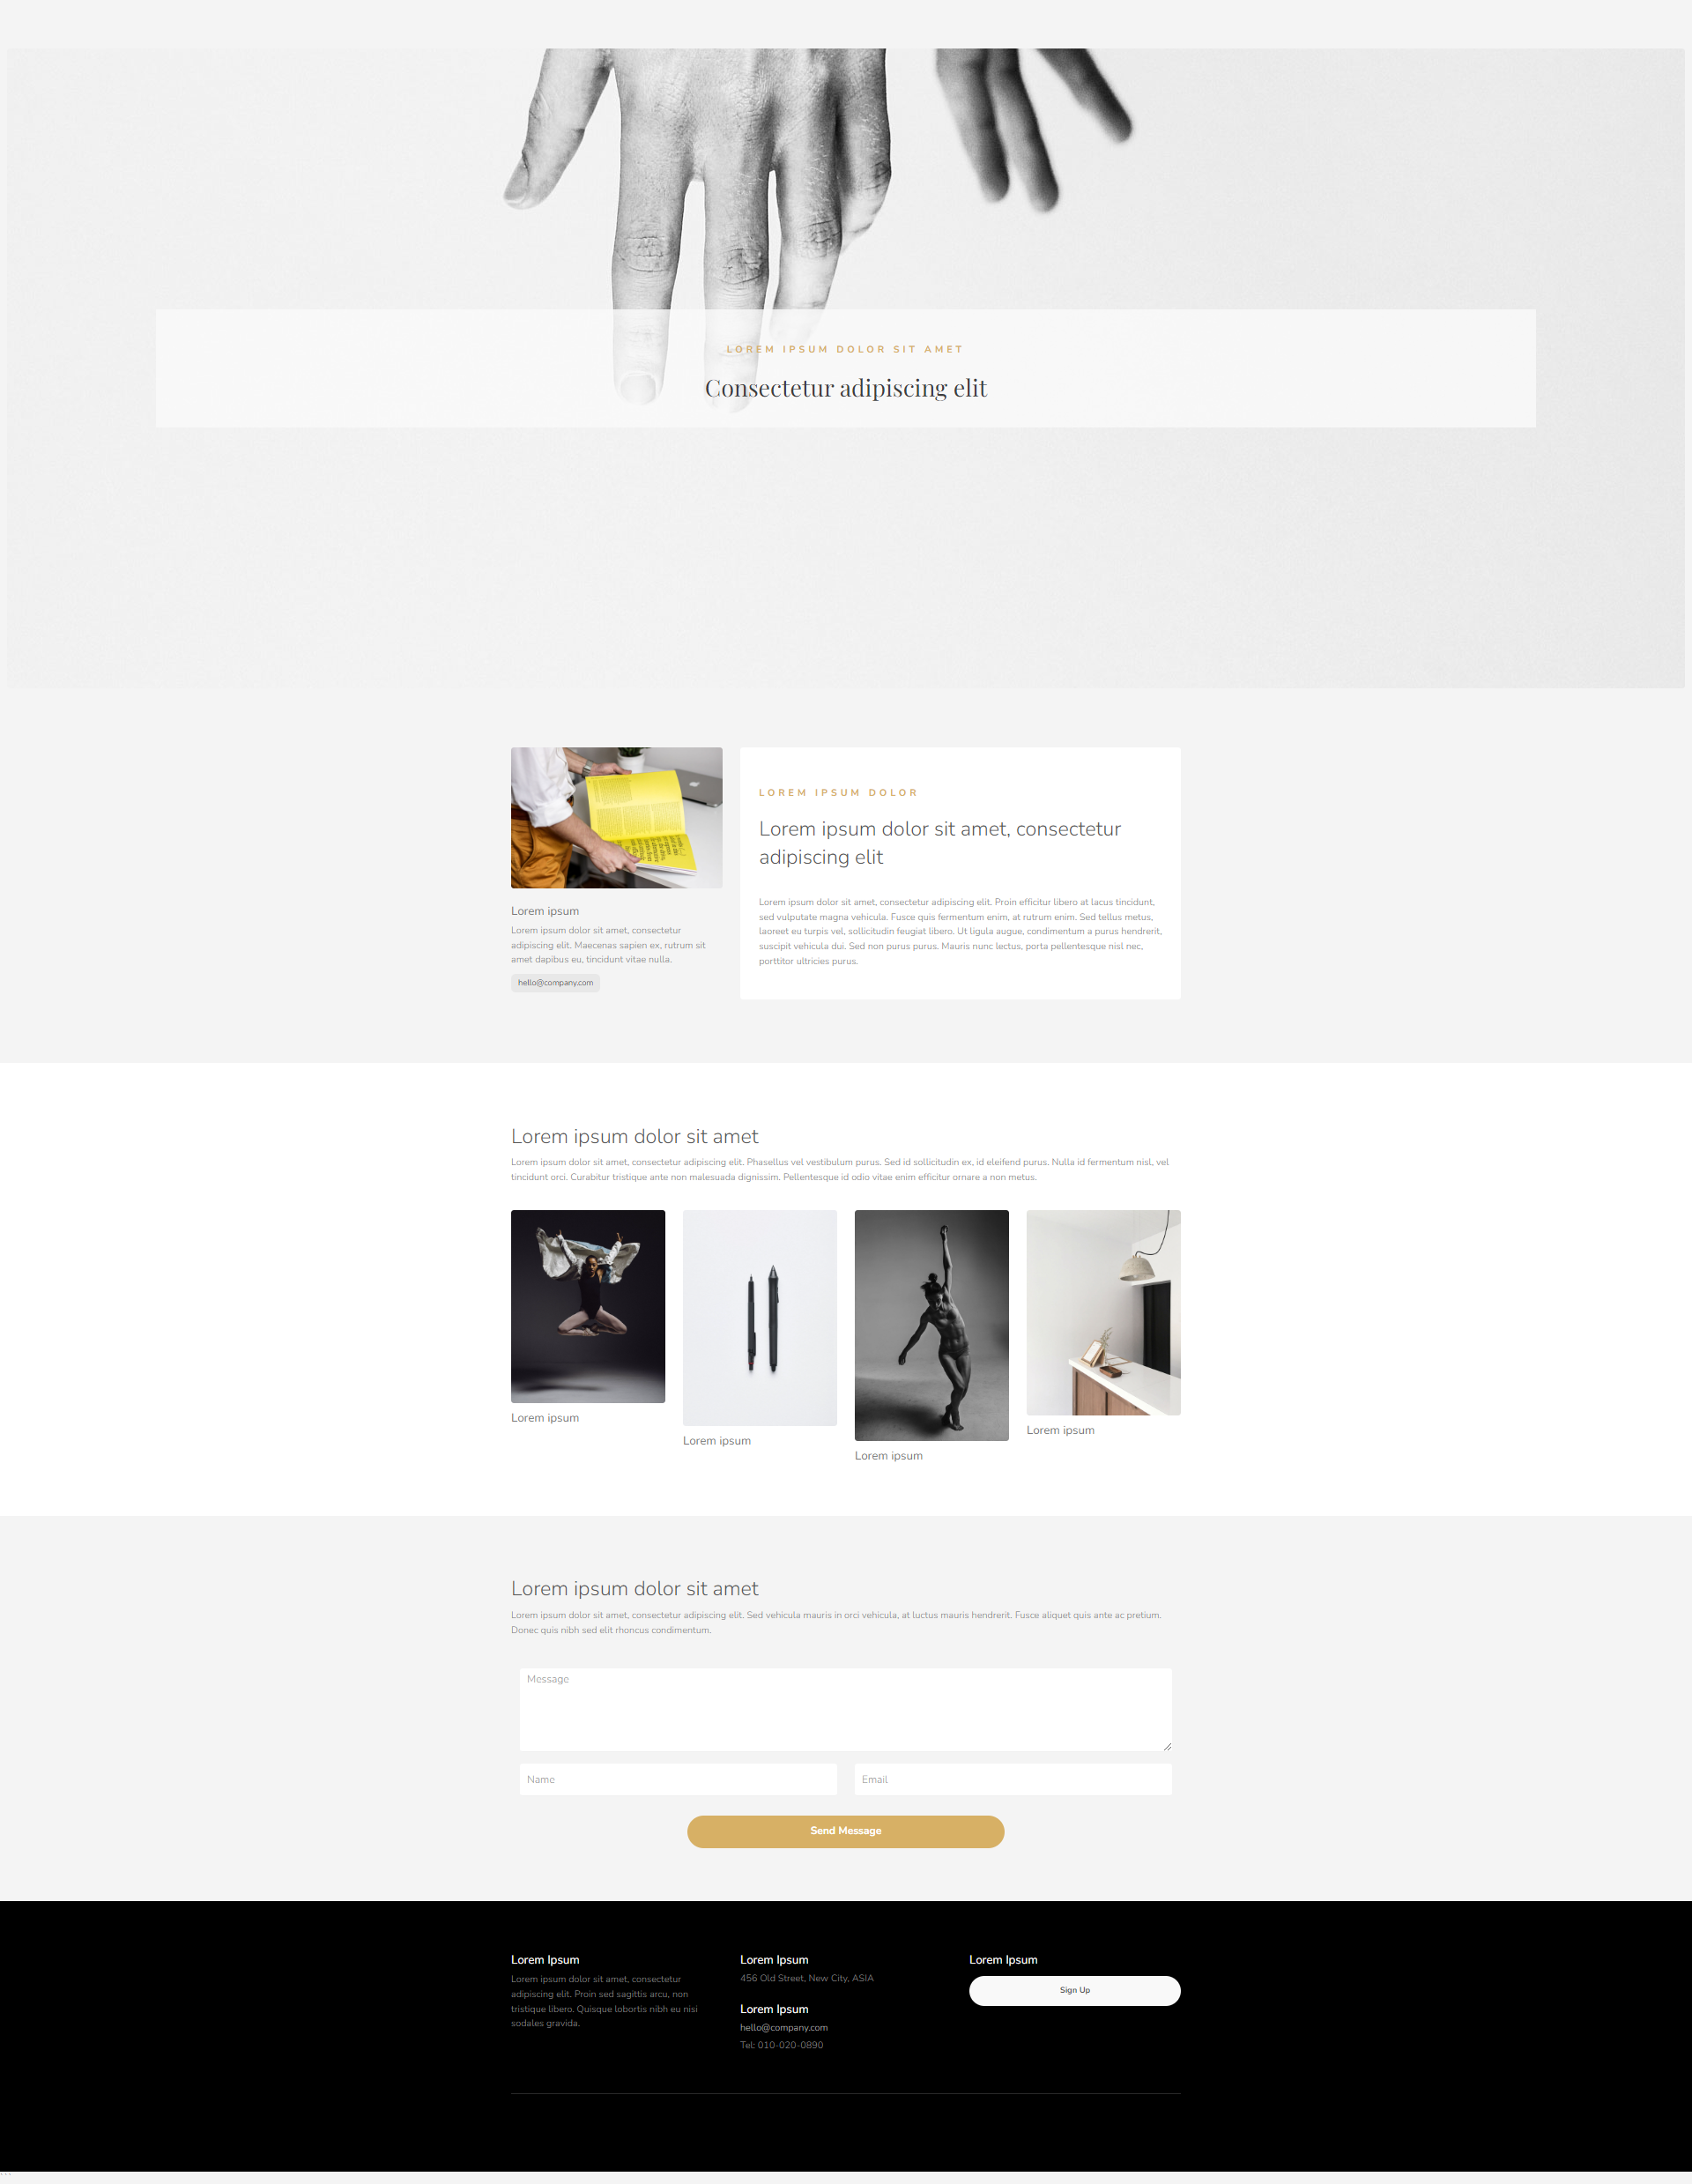 LOREM IPSUM DOLOR SIT AMET
Consectetur adipiscing elit
LOREM IPSUM DOLOR
Lorem ipsum dolor sit amet, consectetur
adipiscing elit
Lorem ipsum dolor sit amet, consectetur adipiscing elit. Proin efficitur libero at lacus tincidunt,
sed vulputate magna vehicula. Fusce quis fermentum enim, at rutrum enim. Sed tellus metus,
laoreet eu turpis vel, sollicitudin feugiat libero. Ut ligula augue, condimentum a purus hendrerit,
suscipit vehicula dui. Sed non purus purus. Mauris nunc lectus, porta pellentesque nisl nec,
porttitor ultricies purus.
Lorem ipsum
Lorem ipsum dolor sit amet, consectetur
adipiscing elit. Maecenas sapien ex, rutrum sit
amet dapibus eu, tincidunt vitae nulla.
hello@company.com
Lorem ipsum dolor sit amet
Lorem ipsum dolor sit amet, consectetur adipiscing elit. Phasellus vel vestibulum purus. Sed id sollicitudin ex, id eleifend purus. Nulla id fermentum nisl, vel
tincidunt orci. Curabitur tristique ante non malesuada dignissim. Pellentesque id odio vitae enim efficitur ornare a non metus.
Lorem ipsum
Lorem ipsum
Lorem ipsum
Lorem ipsum
Lorem ipsum dolor sit amet
Lorem ipsum dolor sit amet, consectetur adipiscing elit. Sed vehicula mauris in orci vehicula, at luctus mauris hendrerit. Fusce aliquet quis ante ac pretium.
Donec quis nibh sed elit rhoncus condimentum.
Message
Name
Email
Send Message
Lorem Ipsum
Lorem ipsum dolor sit amet, consectetur
adipiscing elit. Proin sed sagittis arcu, non
tristique libero. Quisque lobortis nibh eu nisi
sodales gravida.
Lorem Ipsum
456 Old Street, New City, ASIA
Lorem Ipsum
hello@company.com
Tel: 010-020-0890
Lorem Ipsum
Sign Up